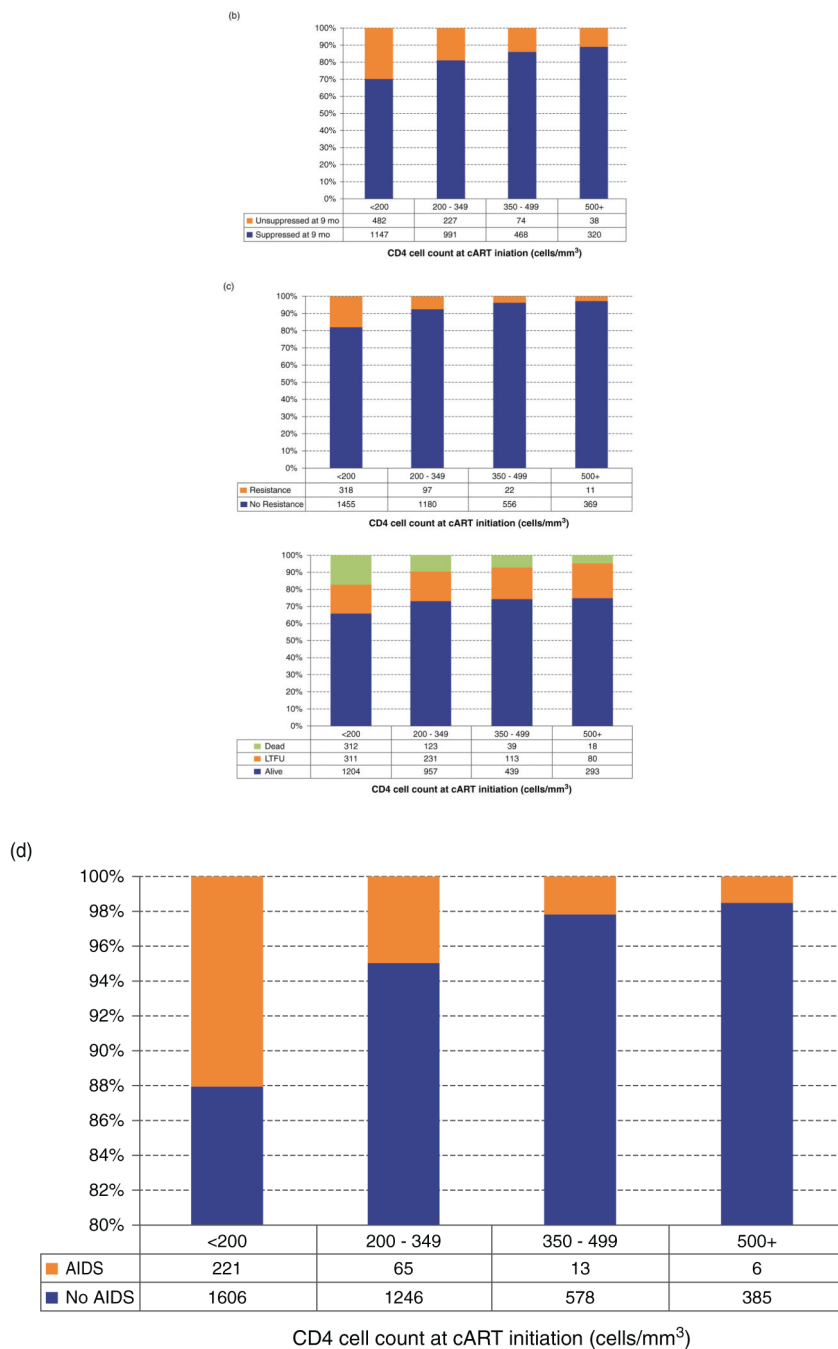 (b)
100%
90%
80%
70%
60%
50%
40%
30%
20%
10%
0%
<200 200 - 349 350 - 499 500+
Unsuppressed at 9 mo 482 227 74 38
Suppressed at 9 mo 1147 991 468 320
CD4 cell count at cART iniation (cells/mm³)
(c)
100%
90%
80%
70%
60%
50%
40%
30%
20%
10%
0%
<200 200 - 349 350 - 499 500+
Resistance 318 97 22 11
No Resistance 1455 1180 556 369
CD4 cell count at cART initiation (cells/mm³)
100%
90%
80%
70%
60%
50%
40%
30%
20%
10%
0%
<200 200 - 349 350 - 499 500+
Dead 312 123 39 18
LTFU 311 231 113 80
Alive 1204 957 439 293
CD4 cell count at cART initiation (cells/mm³)
(d)
100%
98%
96%
94%
92%
90%
88%
86%
84%
82%
80%
<200 200 - 349 350 - 499 500+
AIDS 221 65 13 6
No AIDS 1606 1246 578 385
CD4 cell count at cART initiation (cells/mm³)